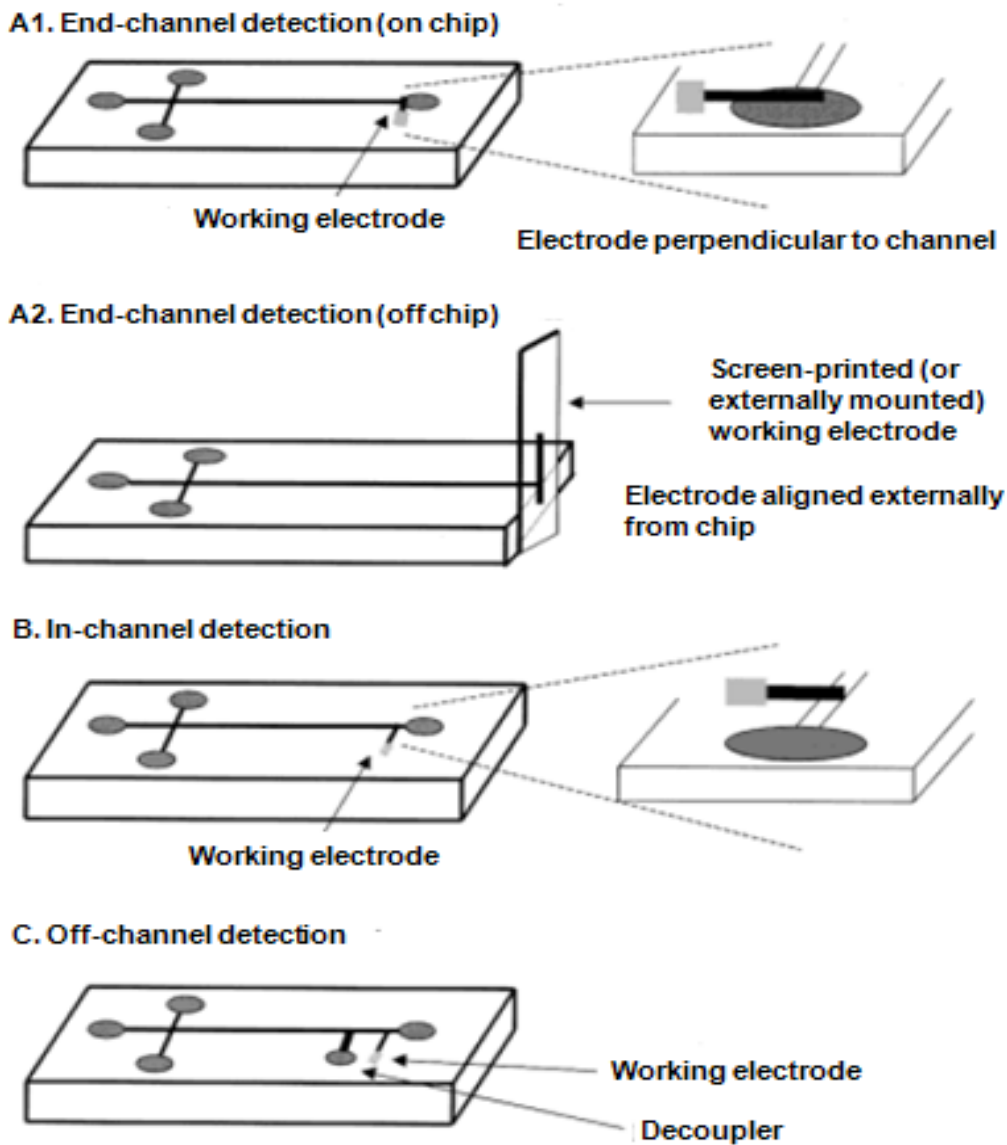 A1. End-channel detection (on chip)
Working electrode
Electrode perpendicular to channel
A2. End-channel detection (off chip)
Screen-printed (or
externally mounted)
working electrode
Electrode aligned externally
from chip
B. In-channel detection
Working electrode
C. Off-channel detection
Working electrode
Decoupler